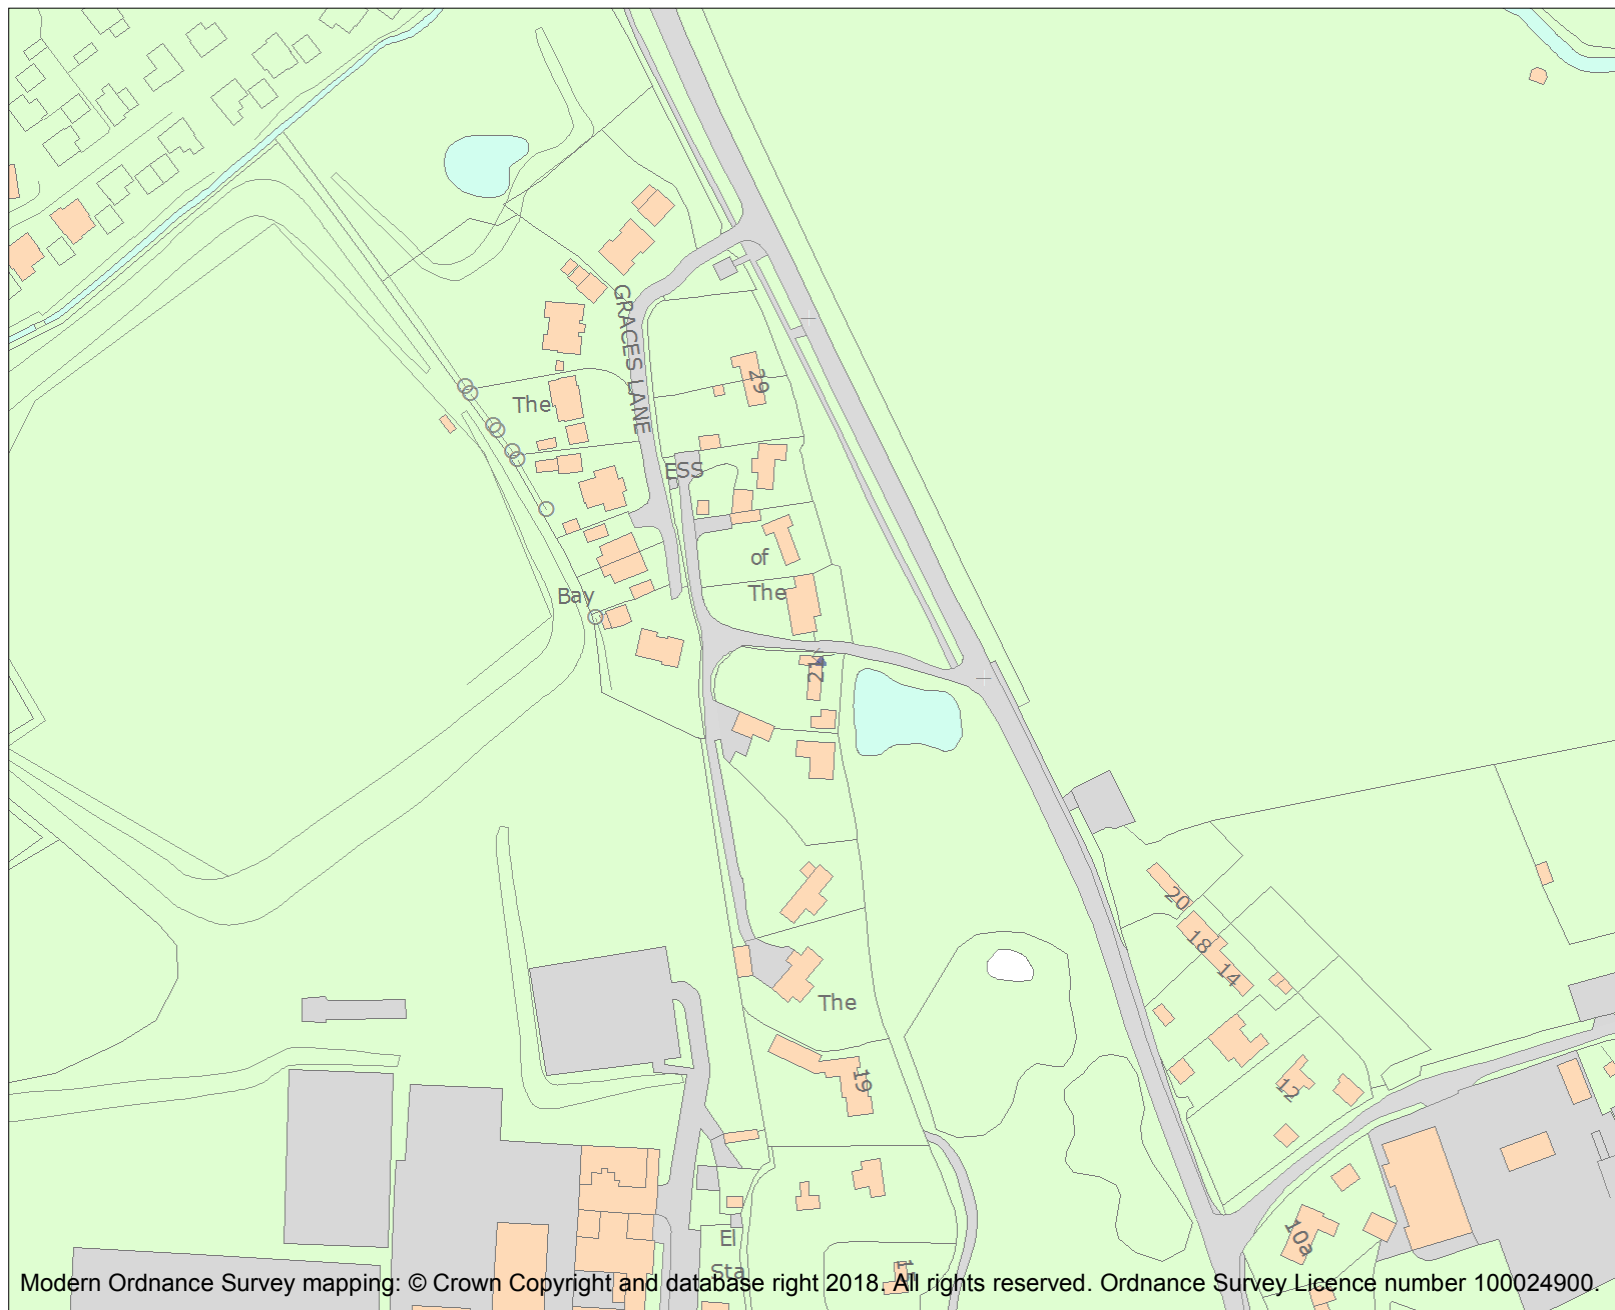 GRACES LANE
29
The
ESS
of
The
Bay
21
20
18
14
The
19
12
10a
El
Sta
11
Modern Ordnance Survey mapping: © Crown Copyright and database right 2018. All rights reserved. Ordnance Survey Licence number 100024900.